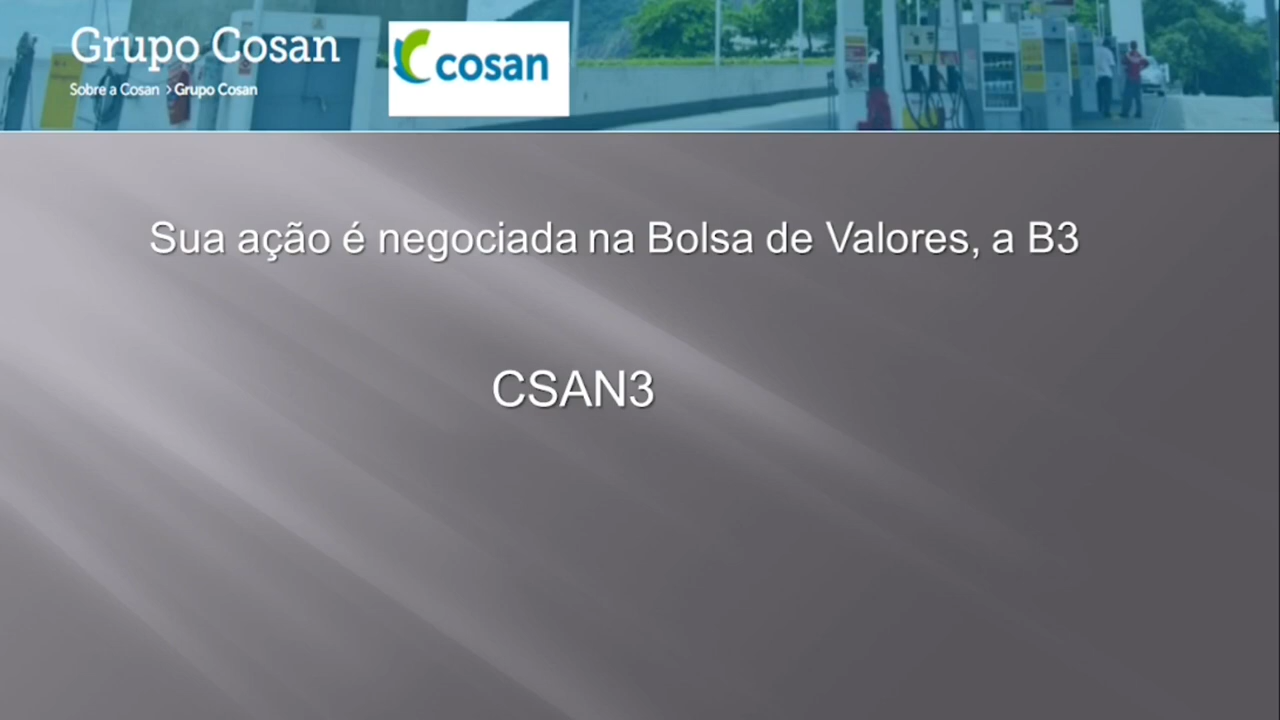 Grupo Cosan
Sobre a Cosan > Grupo Cosan
cosan
Sua ação é negociada na Bolsa de Valores, a B3
CSAN3